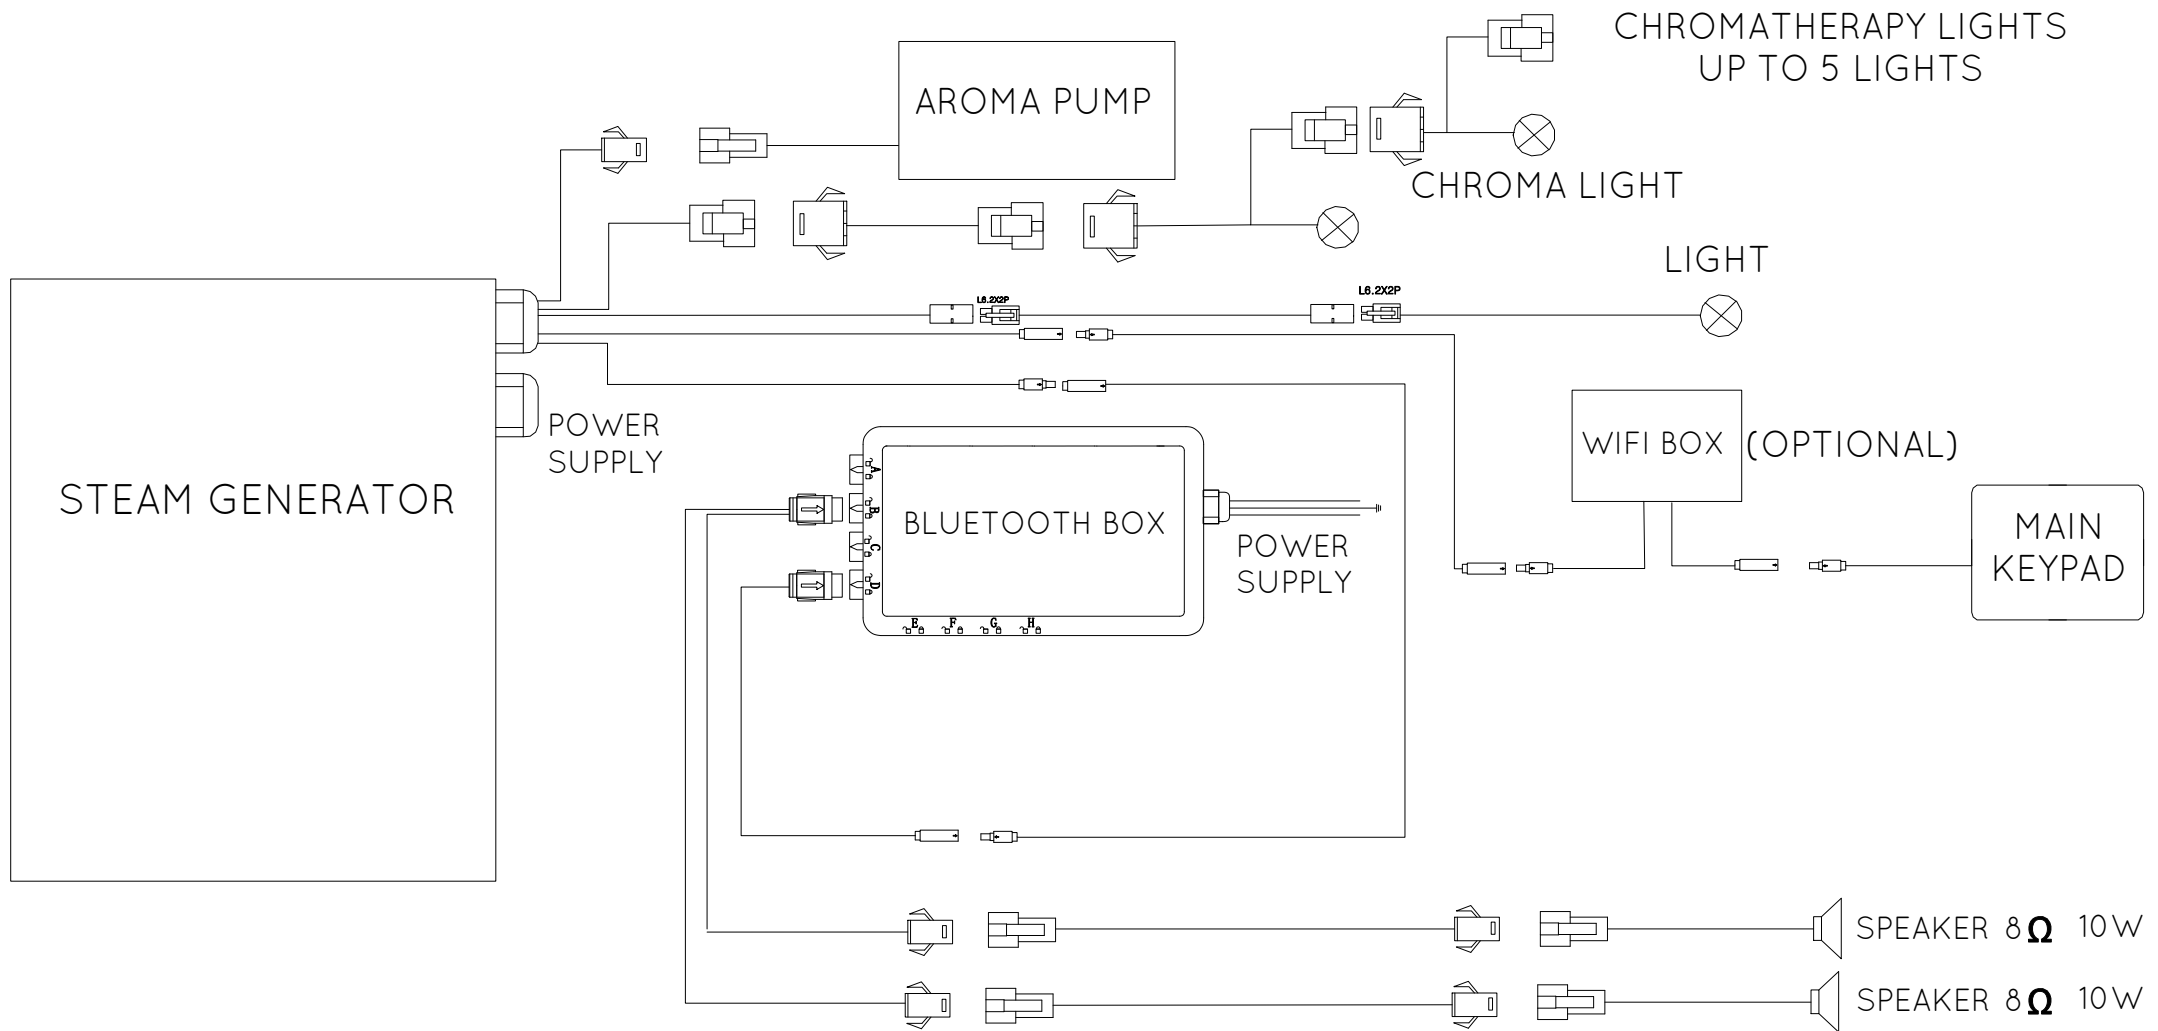 CHROMATHERAPY LIGHTS
UP TO 5 LIGHTS
AROMA PUMP
CHROMA LIGHT
LIGHT
L6.2X2P
L6.2X2P
POWER
SUPPLY
STEAM GENERATOR
WIFI BOX (OPTIONAL)
A
B
C
D
BLUETOOTH BOX
E F G H
POWER
SUPPLY
MAIN
KEYPAD
SPEAKER 8Ω 10W
SPEAKER 8Ω 10W